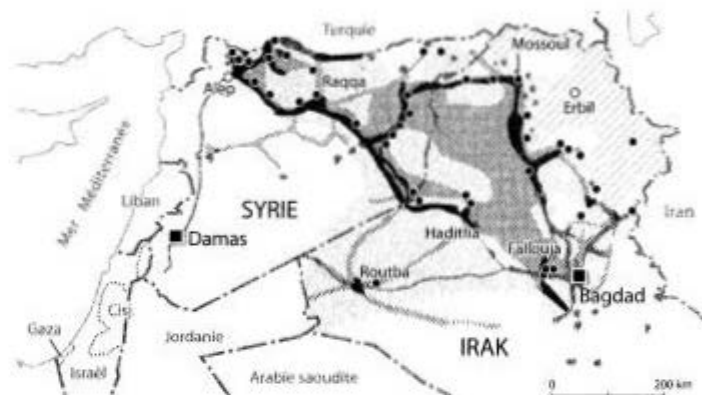 Turquie
Mossoul
Alep
Raqqa
Erbil
Mer Méditerranée
Liban
SYRIE
Iran
Damas
Haditha
Fallouja
Routba
Bagdad
Cisj.
Gaza
Jordanie
IRAK
Israël
Arabie saoudite
0 200 km